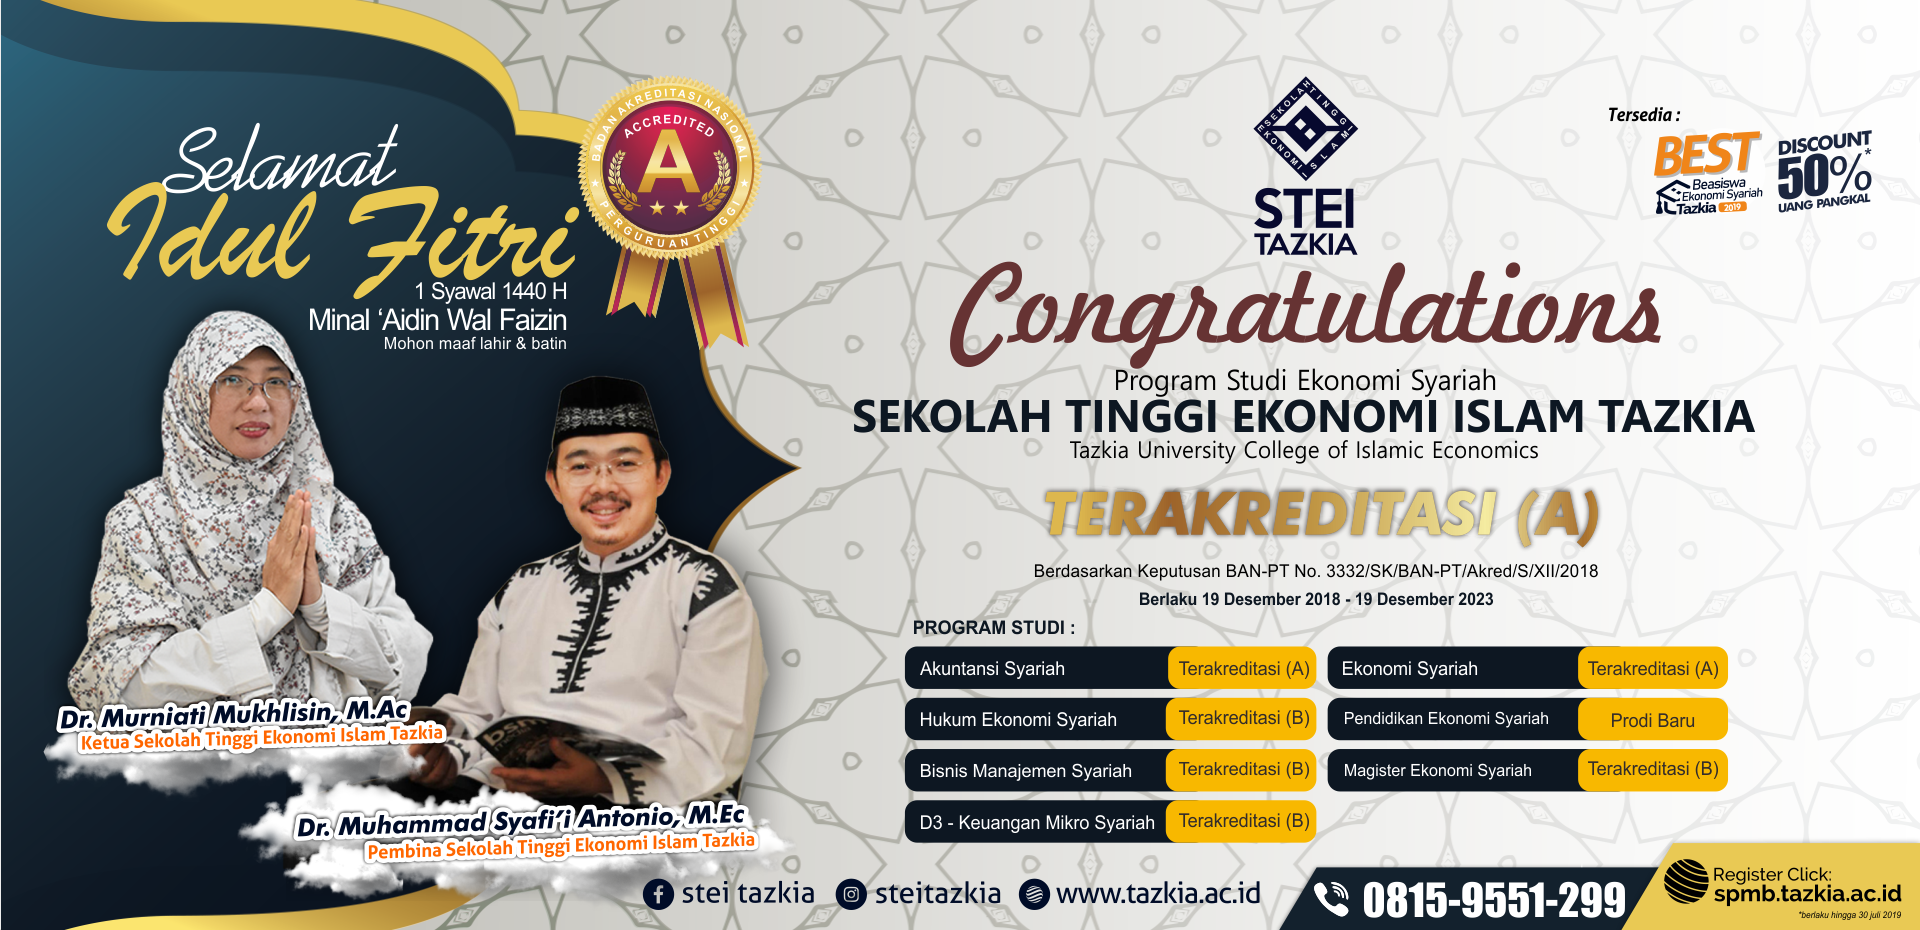 Selamat
Idul Fitri
1 Syawal 1440 H
Minal ‘Aidin Wal Faizin
Mohon maaf lahir & batin
BADAN AKREDITASI NASIONAL
ACCREDITED
A
PERGURUAN TINGGI
Dr. Murniati Mukhlisin, M.Ac
Ketua Sekolah Tinggi Ekonomi Islam Tazkia
Dr. Muhammad Syafi’i Antonio, M.Ec
Pembina Sekolah Tinggi Ekonomi Islam Tazkia
SEKOLAH TINGGI
EKONOMI ISLAM
STEI
TAZKIA
Tersedia :
BEST
Beasiswa
Ekonomi Syariah
Tazkia 2019
DISCOUNT
50%*
UANG PANGKAL
Congratulations
Program Studi Ekonomi Syariah
SEKOLAH TINGGI EKONOMI ISLAM TAZKIA
Tazkia University College of Islamic Economics
TERAKREDITASI (A)
Berdasarkan Keputusan BAN-PT No. 3332/SK/BAN-PT/Akred/S/XII/2018
Berlaku 19 Desember 2018 - 19 Desember 2023
PROGRAM STUDI :
Akuntansi Syariah Terakreditasi (A)
Hukum Ekonomi Syariah Terakreditasi (B)
Bisnis Manajemen Syariah Terakreditasi (B)
D3 - Keuangan Mikro Syariah Terakreditasi (B)
Ekonomi Syariah Terakreditasi (A)
Pendidikan Ekonomi Syariah Prodi Baru
Magister Ekonomi Syariah Terakreditasi (B)
stei tazkia steitazkia www.tazkia.ac.id
0815-9551-299
Register Click:
spmb.tazkia.ac.id
*berlaku hingga 30 juli 2019